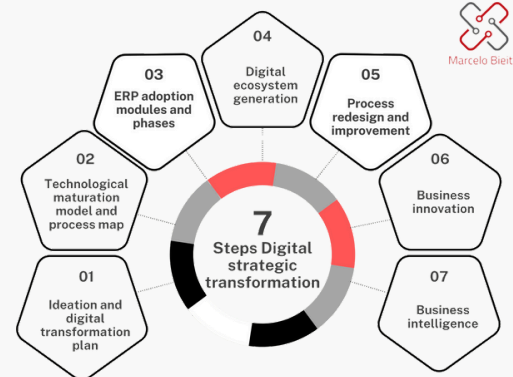 Marcelo Bieit
04
Digital
ecosystem
generation
03
ERP adoption
modules and
phases
05
Process
redesign and
improvement
02
Technological
maturation
model and
process map
06
Business
innovation
7
Steps Digital
strategic
transformation
01
Ideation and
digital
transformation
plan
07
Business
intelligence